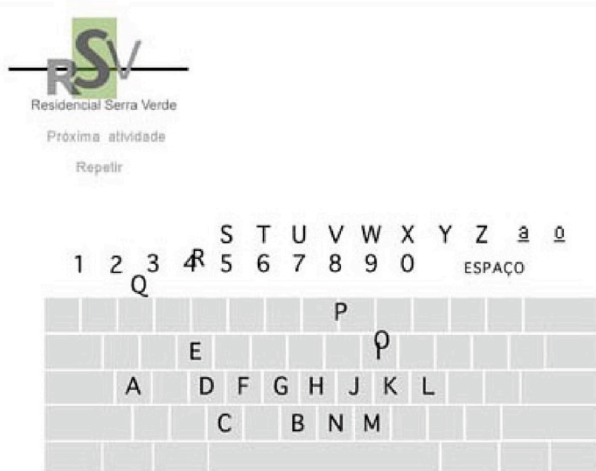 RSV
Residencial Serra Verde
Próxima atividade
Repetir
S T U V W X Y Z a o
1 2 3 4 R 5 6 7 8 9 0 ESPAÇO
Q
P
E I O
A D F G H J K L
C B N M